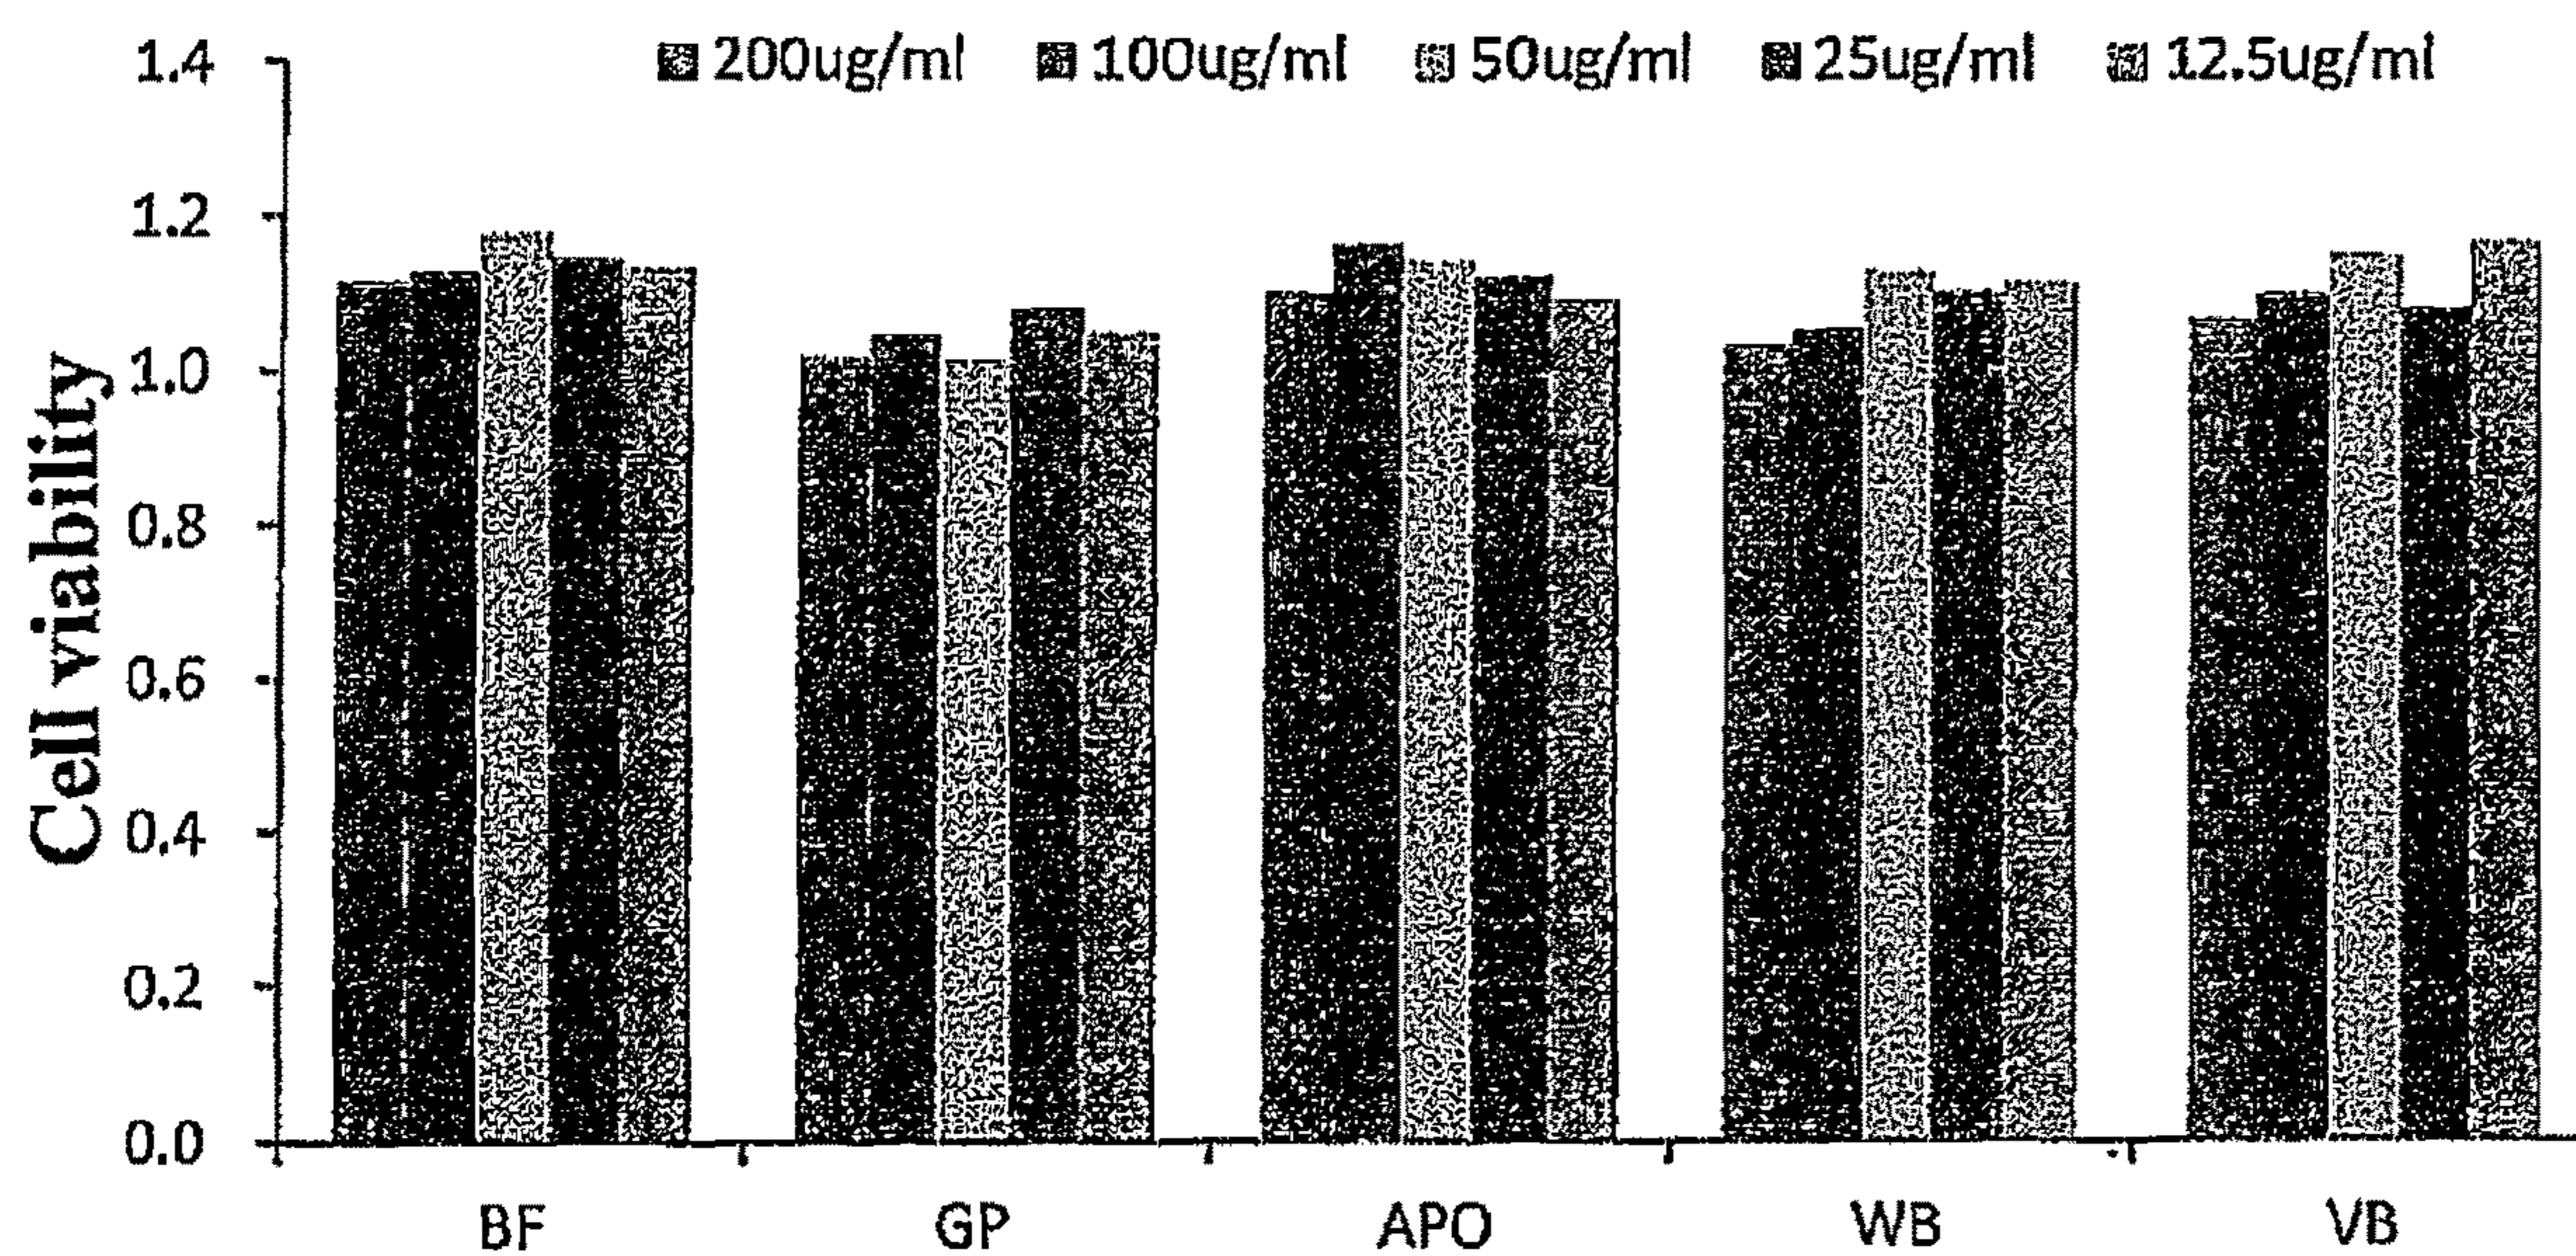 200ug/ml 100ug/ml 50ug/ml 25ug/ml 12.5ug/ml
Cell viability
1.4
1.2
1.0
0.8
0.6
0.4
0.2
0.0
BF GP APO WB VB